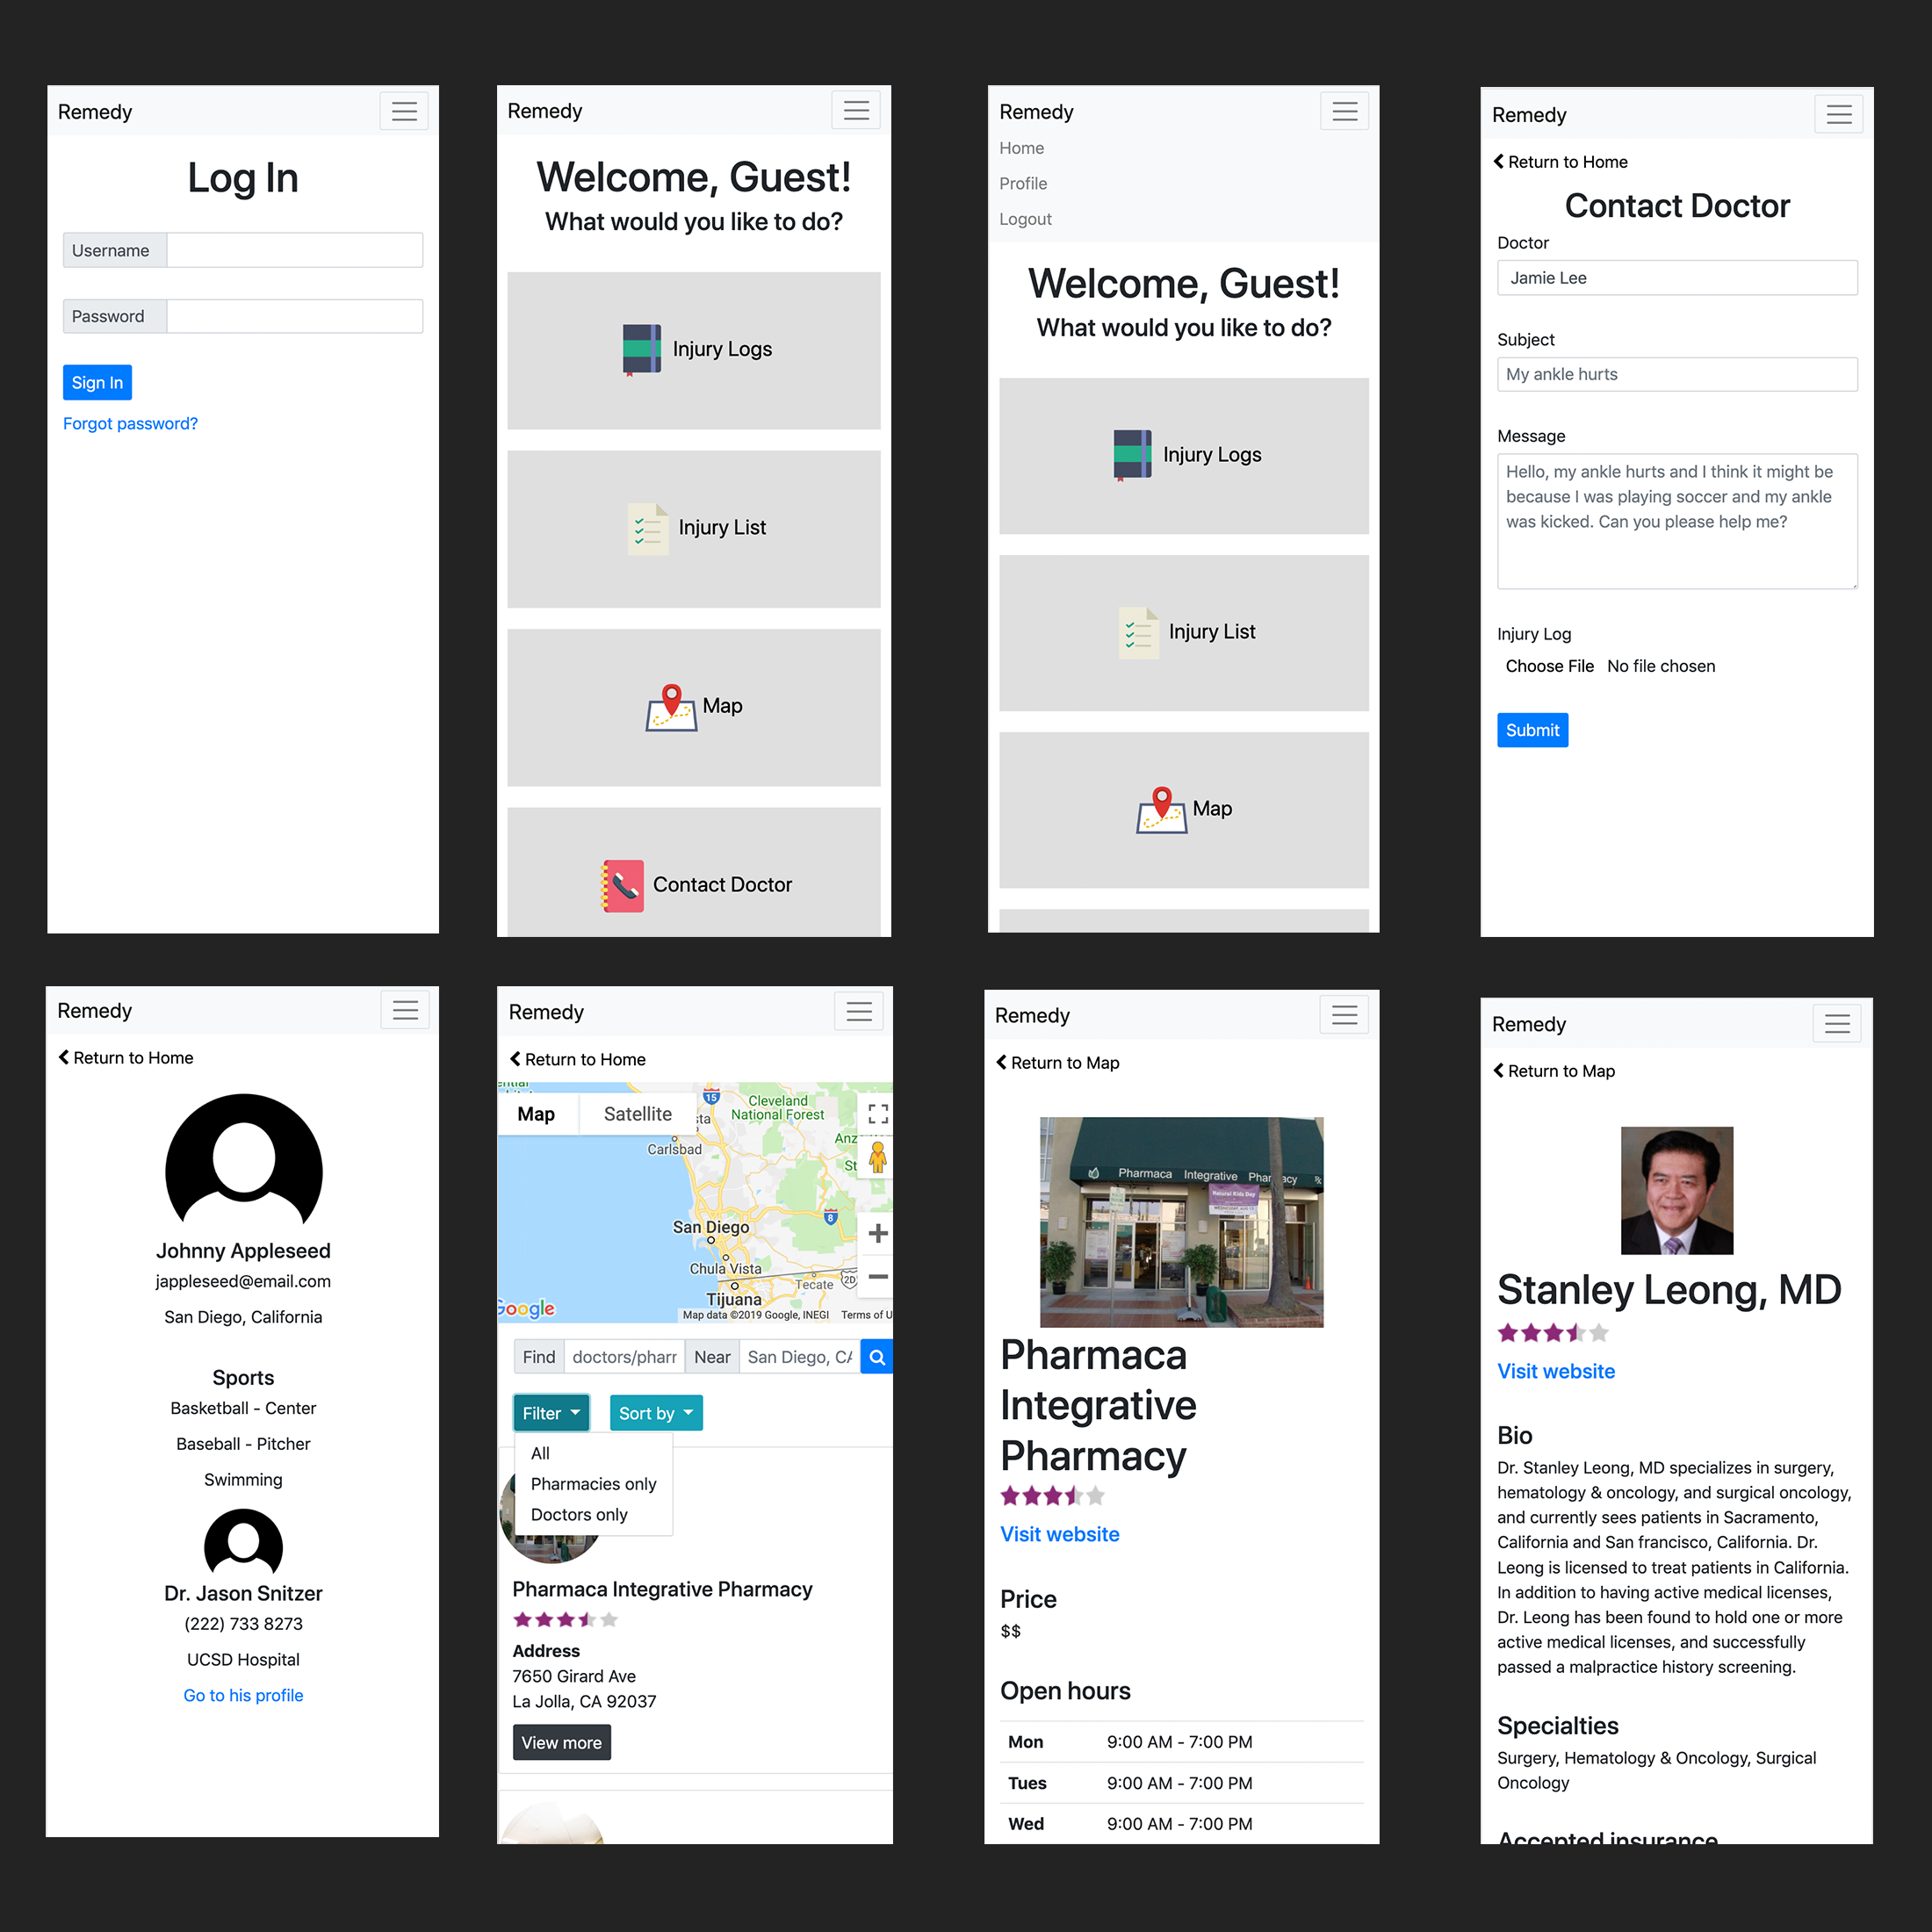 Remedy
Log In
Username
Password
Sign In
Forgot password?
Remedy
Welcome, Guest!
What would you like to do?
Injury Logs
Injury List
Map
Contact Doctor
Remedy
Home
Profile
Logout
Welcome, Guest!
What would you like to do?
Injury Logs
Injury List
Map
Remedy
Return to Home
Contact Doctor
Doctor
Jamie Lee
Subject
My ankle hurts
Message
Hello, my ankle hurts and I think it might be
because I was playing soccer and my ankle
was kicked. Can you please help me?
Injury Log
Choose File No file chosen
Submit
Remedy
Return to Home
Johnny Appleseed
jappleseed@email.com
San Diego, California
Sports
Basketball - Center
Baseball - Pitcher
Swimming
Dr. Jason Snitzer
(222) 733 8273
UCSD Hospital
Go to his profile
Remedy
Return to Home
Map Satellite
15
Cleveland
National Forest
Carlsbad
San Diego
8
Chula Vista
Tecate
Tijuana
Google
Map data ©2019 Google, INEGI Terms of U
Find doctors/pharr Near San Diego, CA
Filter Sort by
All
Pharmacies only
Doctors only
Pharmaca Integrative Pharmacy
Address
7650 Girard Ave
La Jolla, CA 92037
View more
Remedy
Return to Map
Pharmaca Integrative Pharmacy
Natural Kids Day
Pharmaca
Integrative
Pharmacy
Visit website
Price
$$
Open hours
Mon 9:00 AM - 7:00 PM
Tues 9:00 AM - 7:00 PM
Wed 9:00 AM - 7:00 PM
Remedy
Return to Map
Stanley Leong, MD
Visit website
Bio
Dr. Stanley Leong, MD specializes in surgery,
hematology & oncology, and surgical oncology,
and currently sees patients in Sacramento,
California and San francisco, California. Dr.
Leong is licensed to treat patients in California.
In addition to having active medical licenses,
Dr. Leong has been found to hold one or more
active medical licenses, and successfully
passed a malpractice history screening.
Specialties
Surgery, Hematology & Oncology, Surgical
Oncology
Accepted insurance